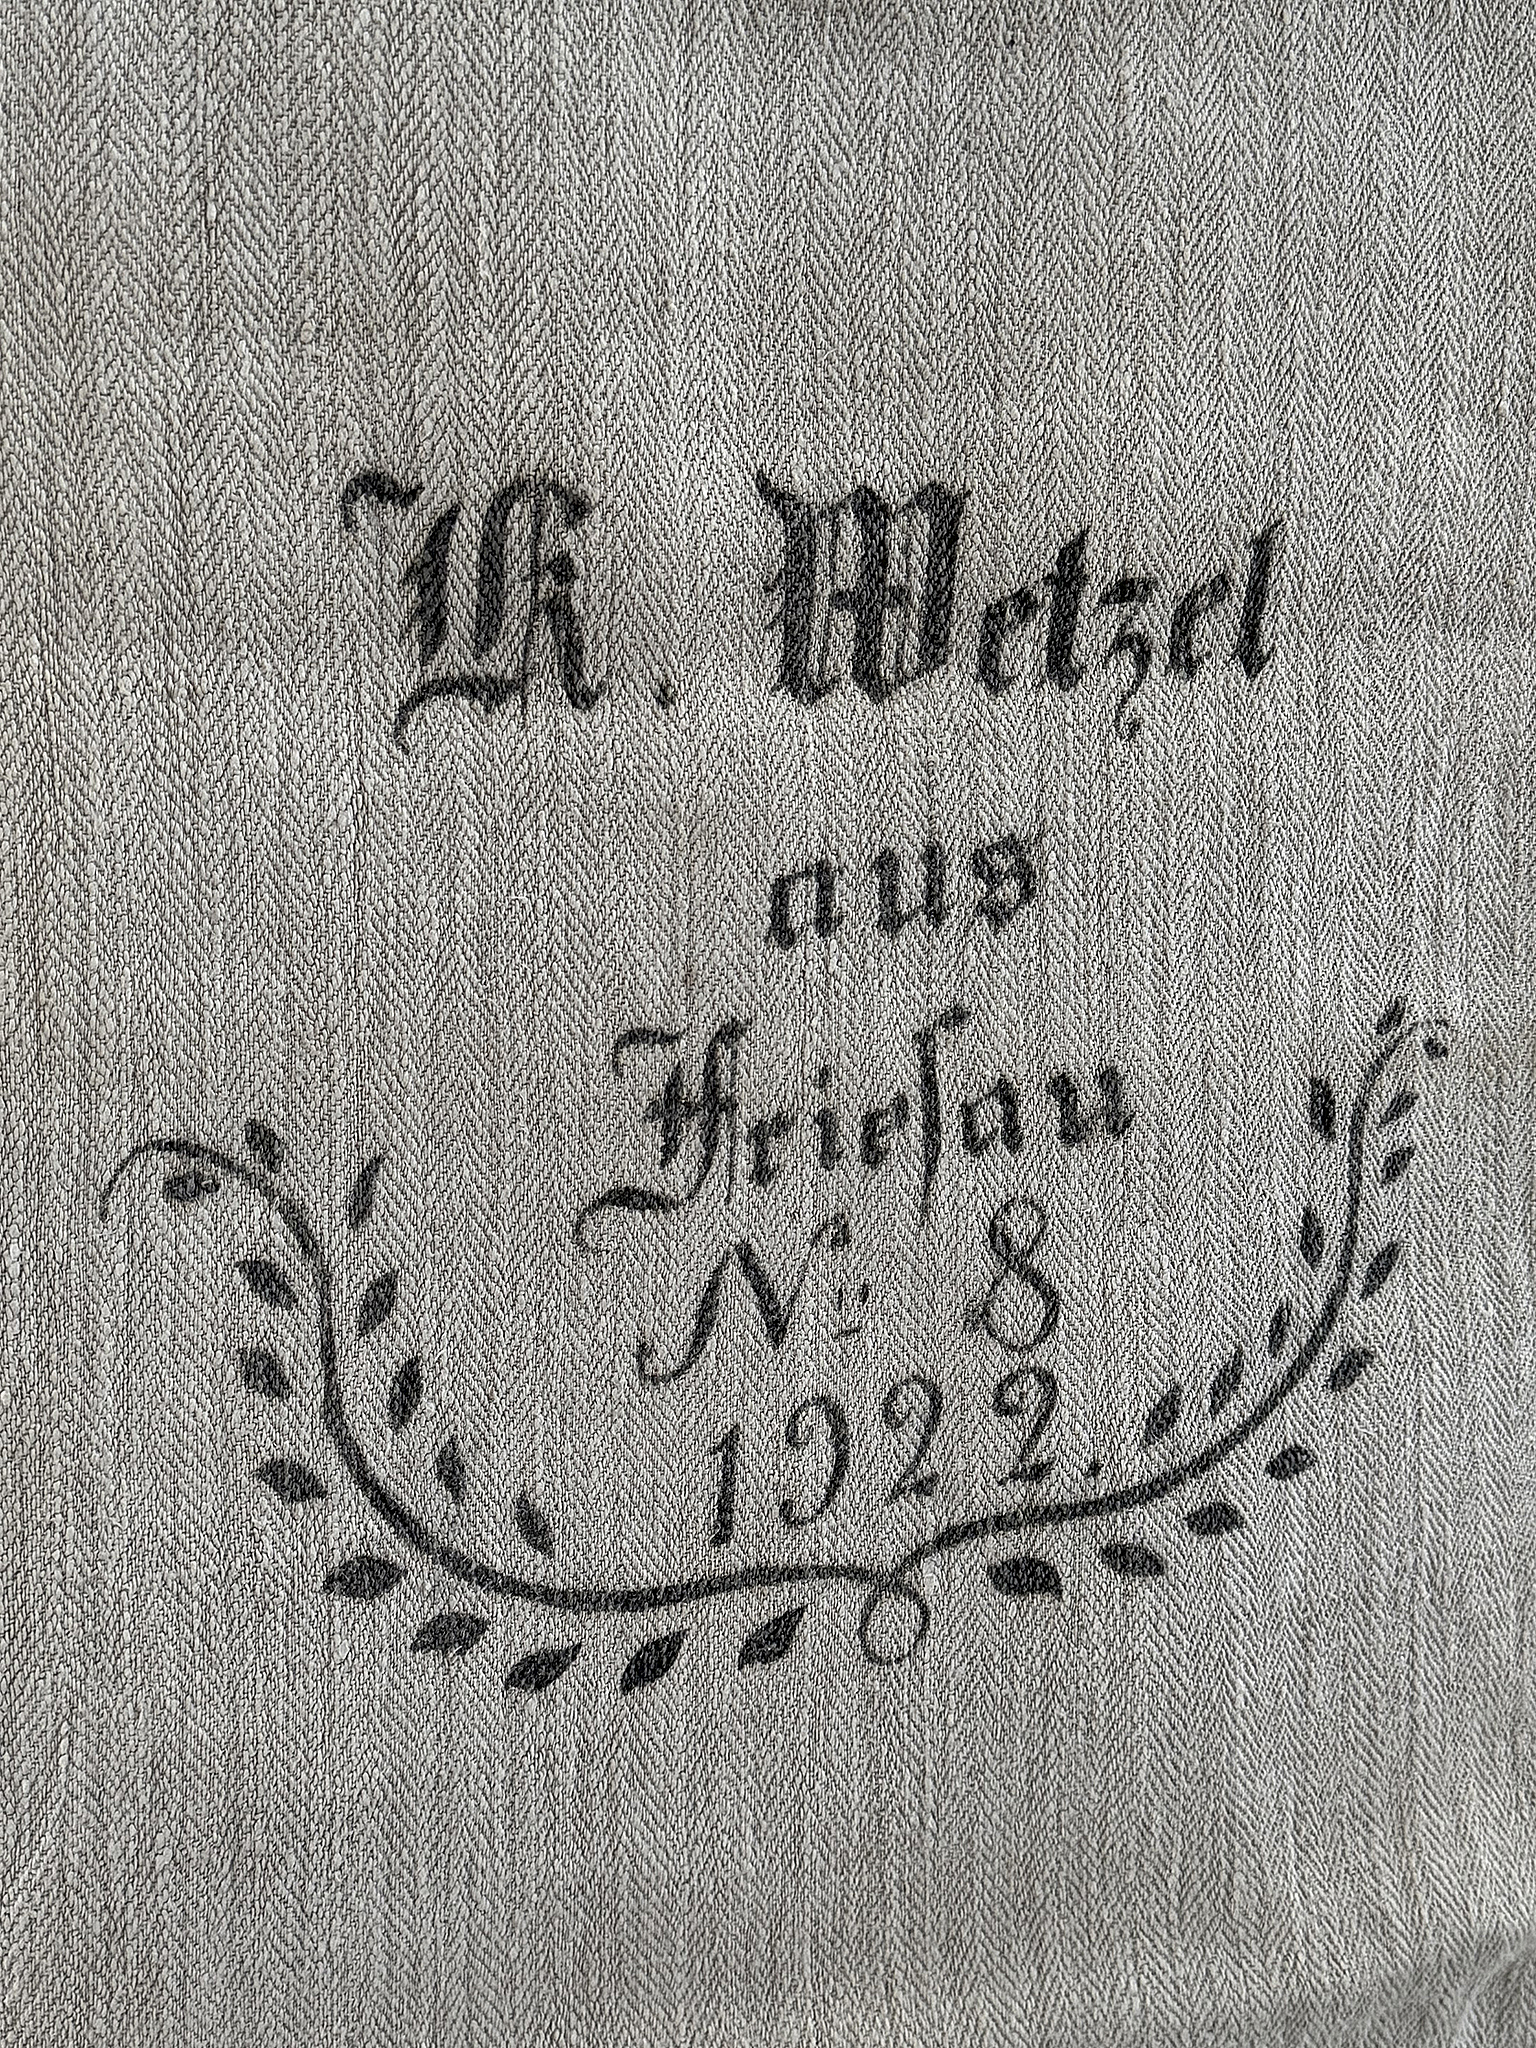 K. Wetzel
aus
Frieſau
No 8
1922.